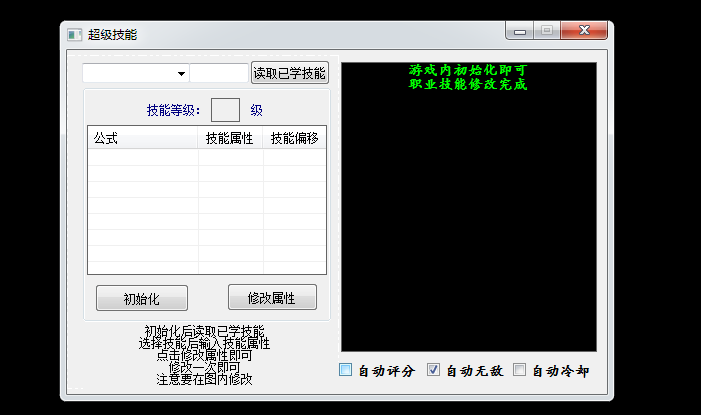 超级技能
读取已学技能
技能等级： 级
公式 技能属性 技能偏移
初始化 修改属性
初始化后读取已学技能
选择技能后输入技能属性
点击修改属性即可
修改一次即可
注意要在图内修改
游戏内初始化即可
职业技能修改完成
自动评分 自动无敌 自动冷却